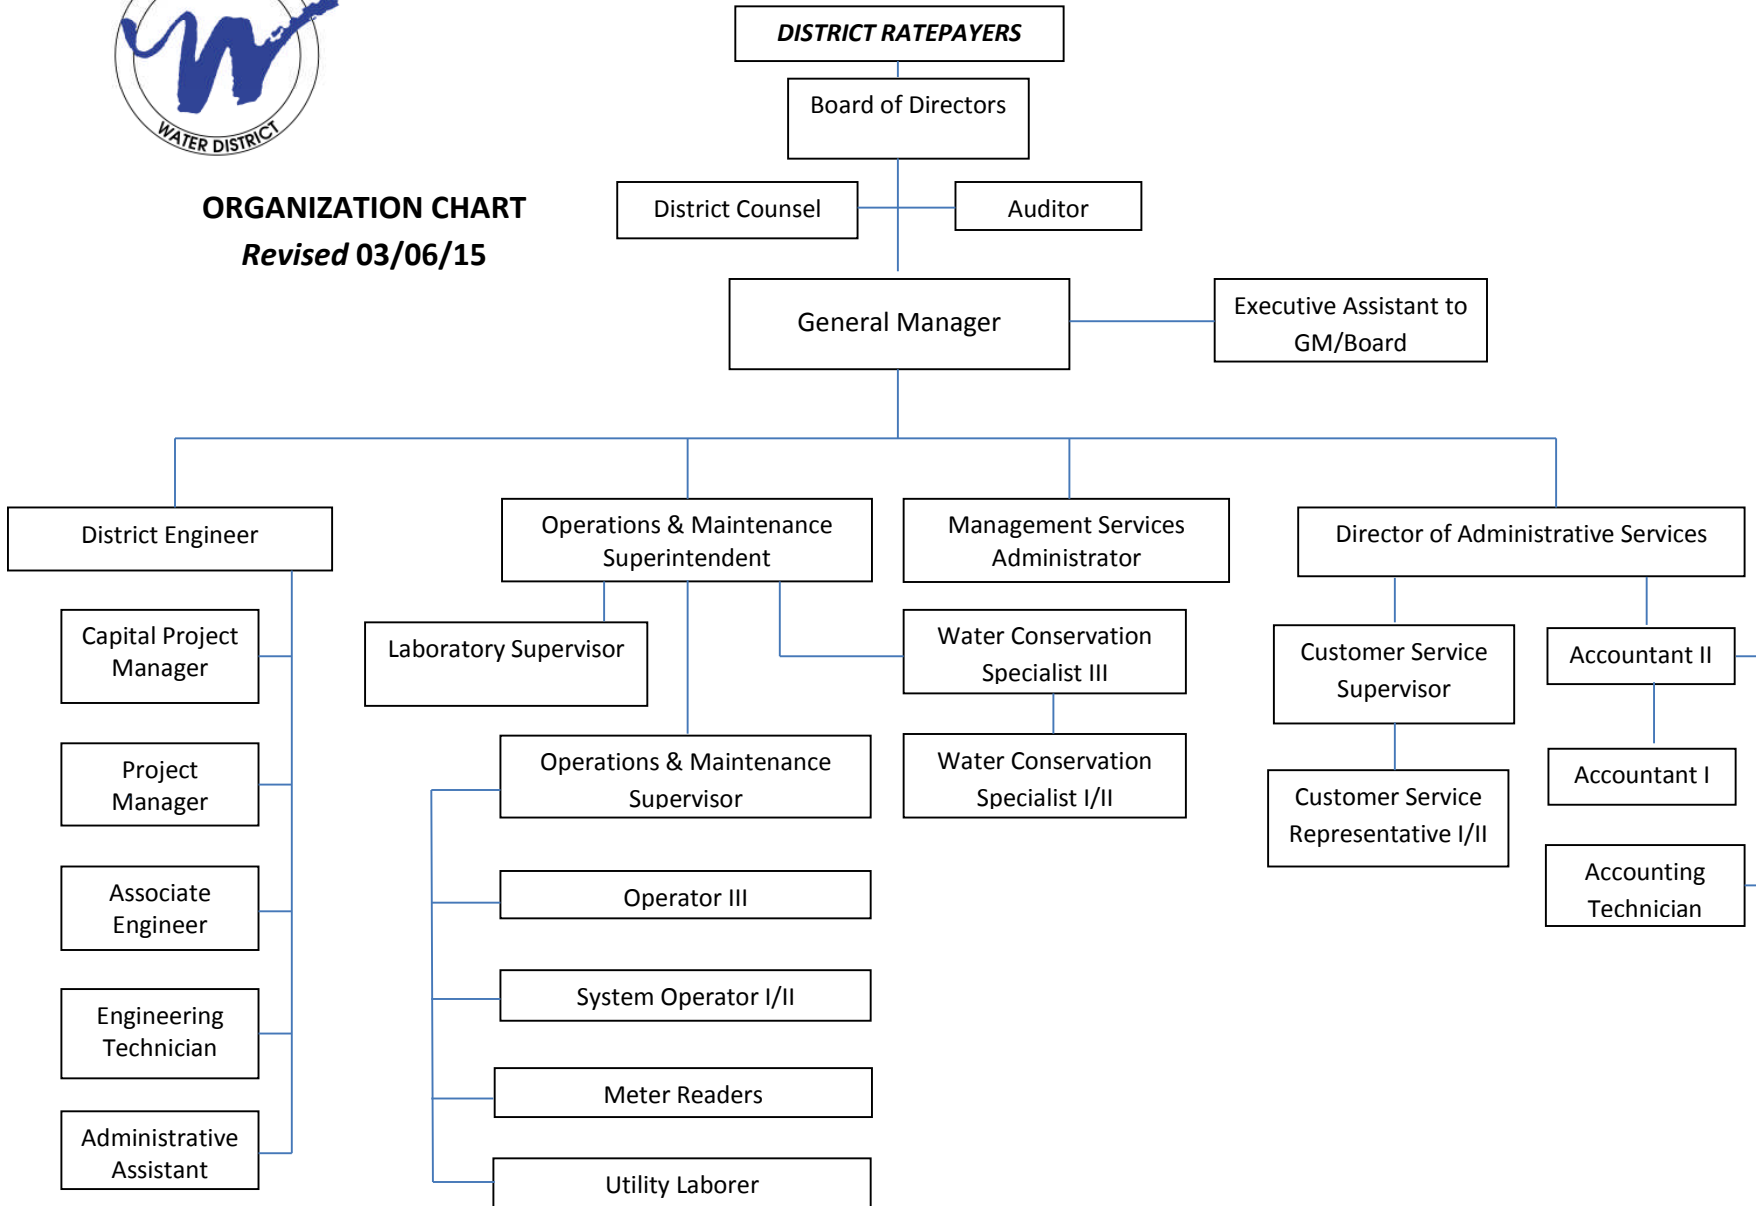 WATER DISTRICT
ORGANIZATION CHART
Revised 03/06/15
DISTRICT RATEPAYERS
Board of Directors
District Counsel
Auditor
General Manager
Executive Assistant to
GM/Board
District Engineer
Capital Project
Manager
Project
Manager
Associate
Engineer
Engineering
Technician
Administrative
Assistant
Operations & Maintenance
Superintendent
Laboratory Supervisor
Operations & Maintenance
Supervisor
Operator III
System Operator I/II
Meter Readers
Utility Laborer
Management Services
Administrator
Water Conservation
Specialist III
Water Conservation
Specialist I/II
Director of Administrative Services
Customer Service
Supervisor
Customer Service
Representative I/II
Accountant II
Accountant I
Accounting
Technician